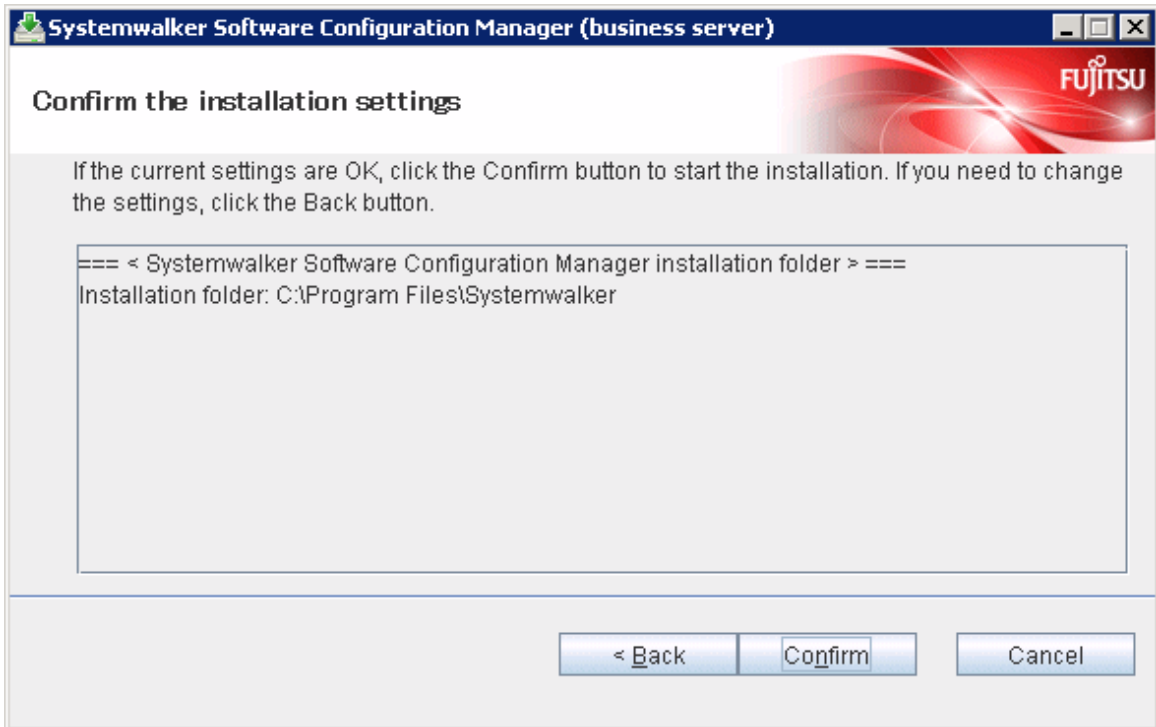 Systemwalker Software Configuration Manager (business server)
FUJITSU
Confirm the installation settings
If the current settings are OK, click the Confirm button to start the installation. If you need to change
the settings, click the Back button.
=== < Systemwalker Software Configuration Manager installation folder > ===
Installation folder: C:\Program Files\Systemwalker
< Back
Confirm
Cancel